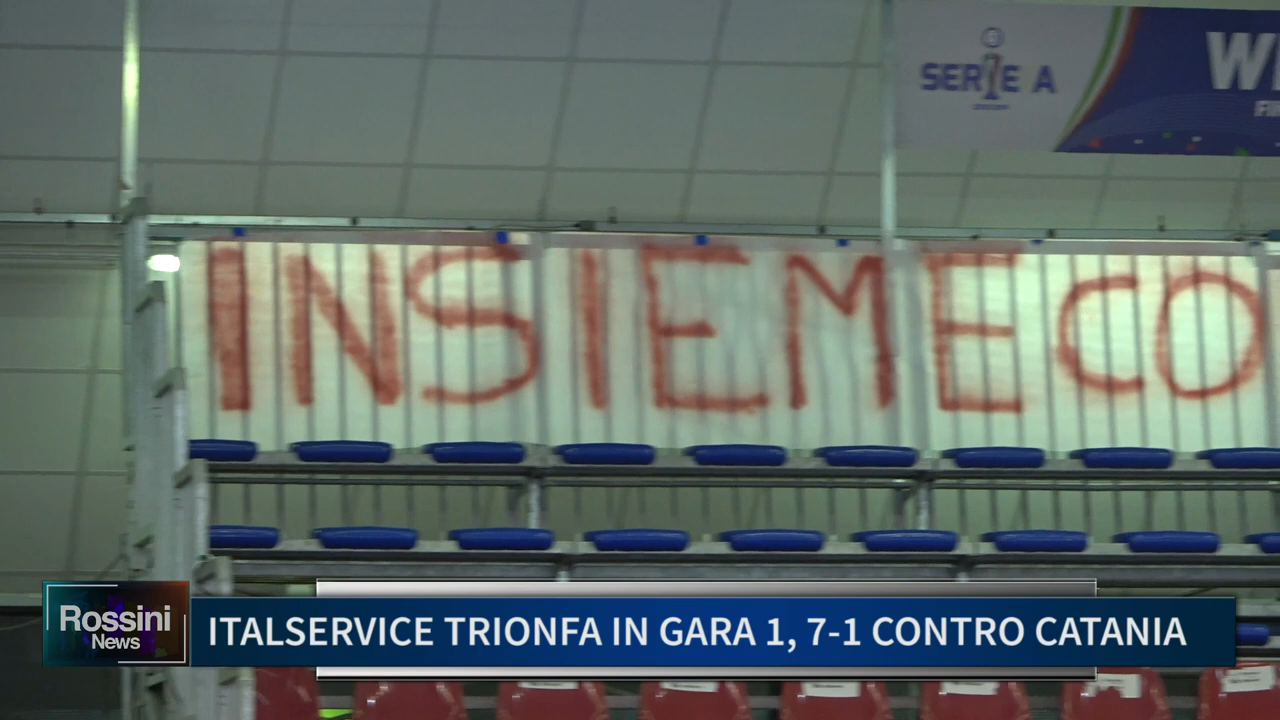 SERIE A
INSIEME CO
Rossini
News
ITALSERVICE TRIONFA IN GARA 1, 7-1 CONTRO CATANIA